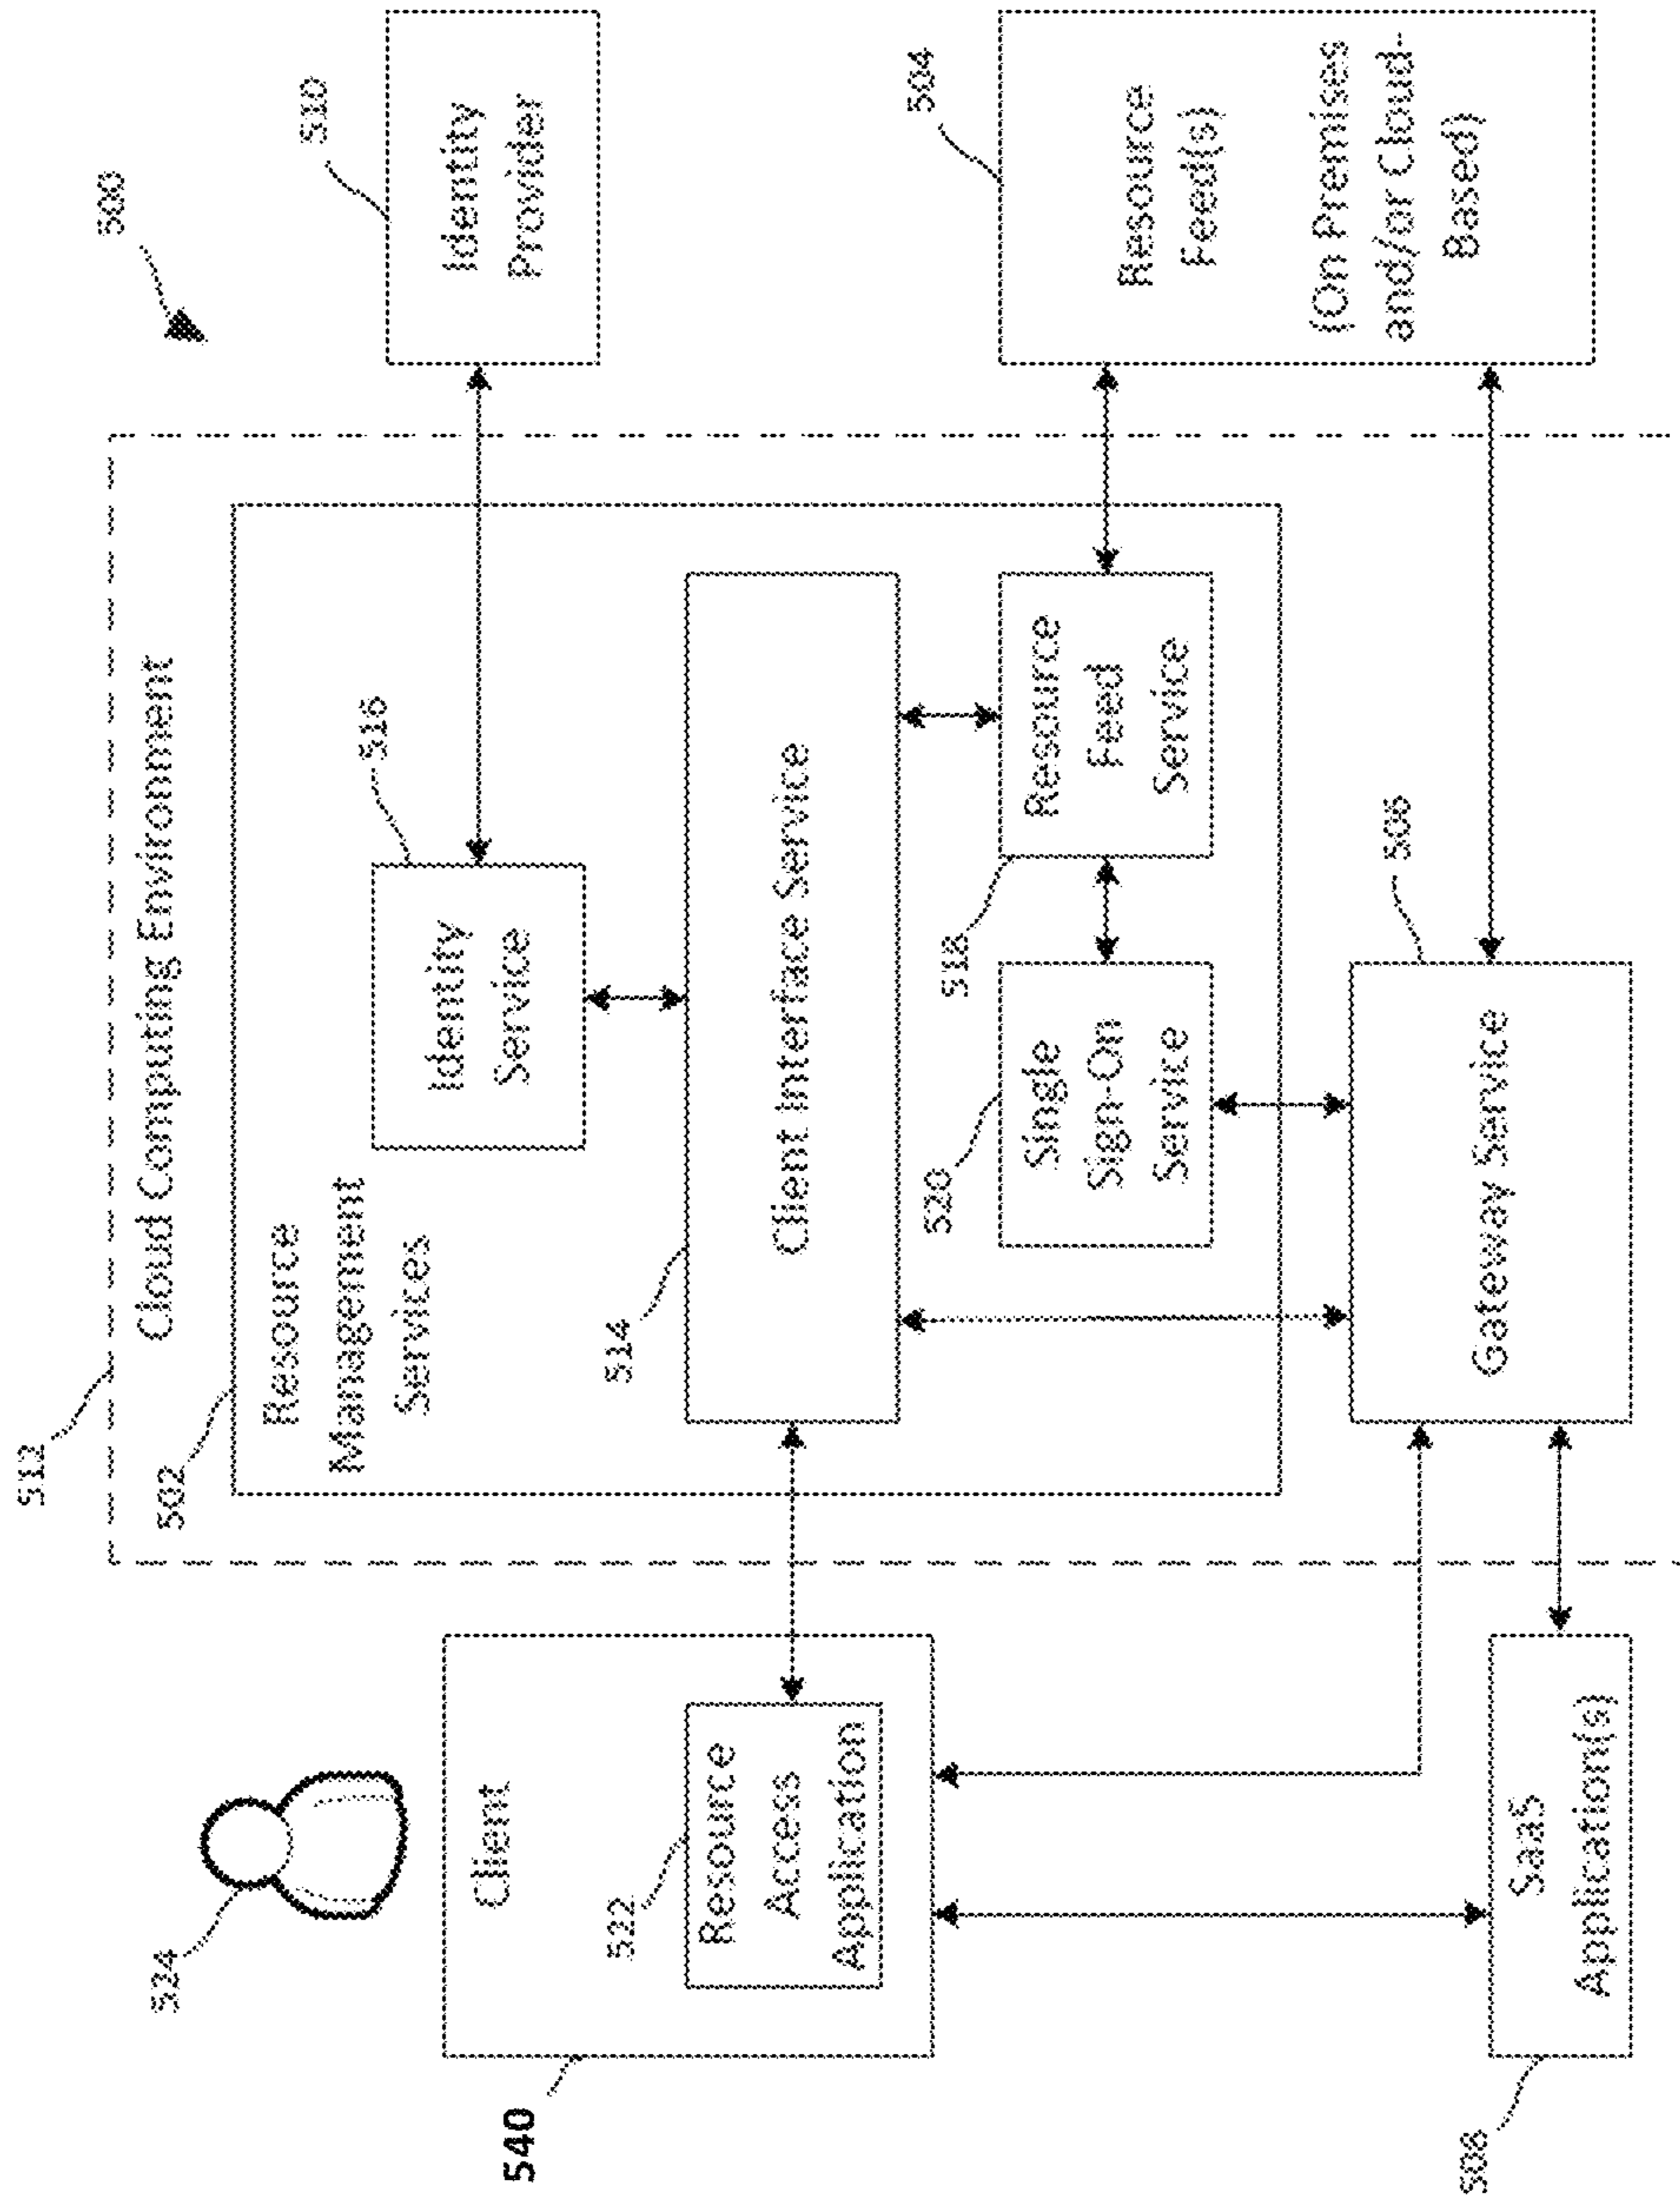 512
500
Cloud Computing Environment
524
502
Resource
Management
Services
516
510
Identity
Service
Identity
Provider
540
Client
522
Resource
Access
Application
514
Client Interface Service
520
Single
Sign-On
Service
518
Resource
Feed
Service
504
Resource
Feed(s)
(On Premises
and/or Cloud-
Based)
506
Gateway Service
508
SaaS
Application(s)